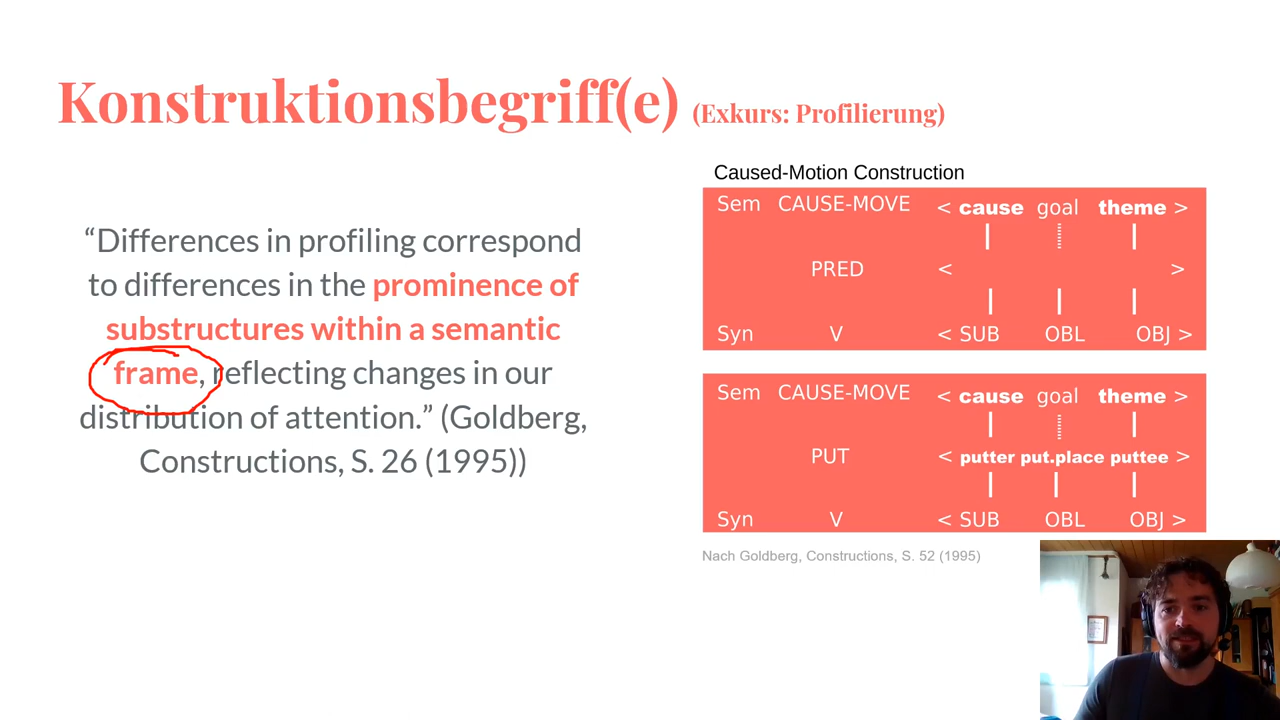 Konstruktionsbegriff(e) (Exkurs: Profilierung)
“Differences in profiling correspond
to differences in the prominence of
substructures within a semantic
frame, reflecting changes in our
distribution of attention.” (Goldberg,
Constructions, S. 26 (1995))
Caused-Motion Construction
Sem CAUSE-MOVE < cause goal theme >
PRED < >
Syn V < SUB OBL OBJ >
Sem CAUSE-MOVE < cause goal theme >
PUT < putter put.place puttee >
Syn V < SUB OBL OBJ >
Nach Goldberg, Constructions, S. 52 (1995)